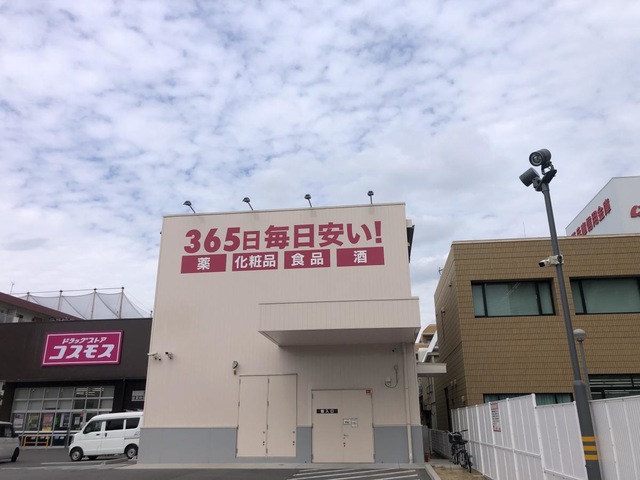 365日毎日安い!
薬 化粧品 食品 酒
ドラッグストア
コスモス